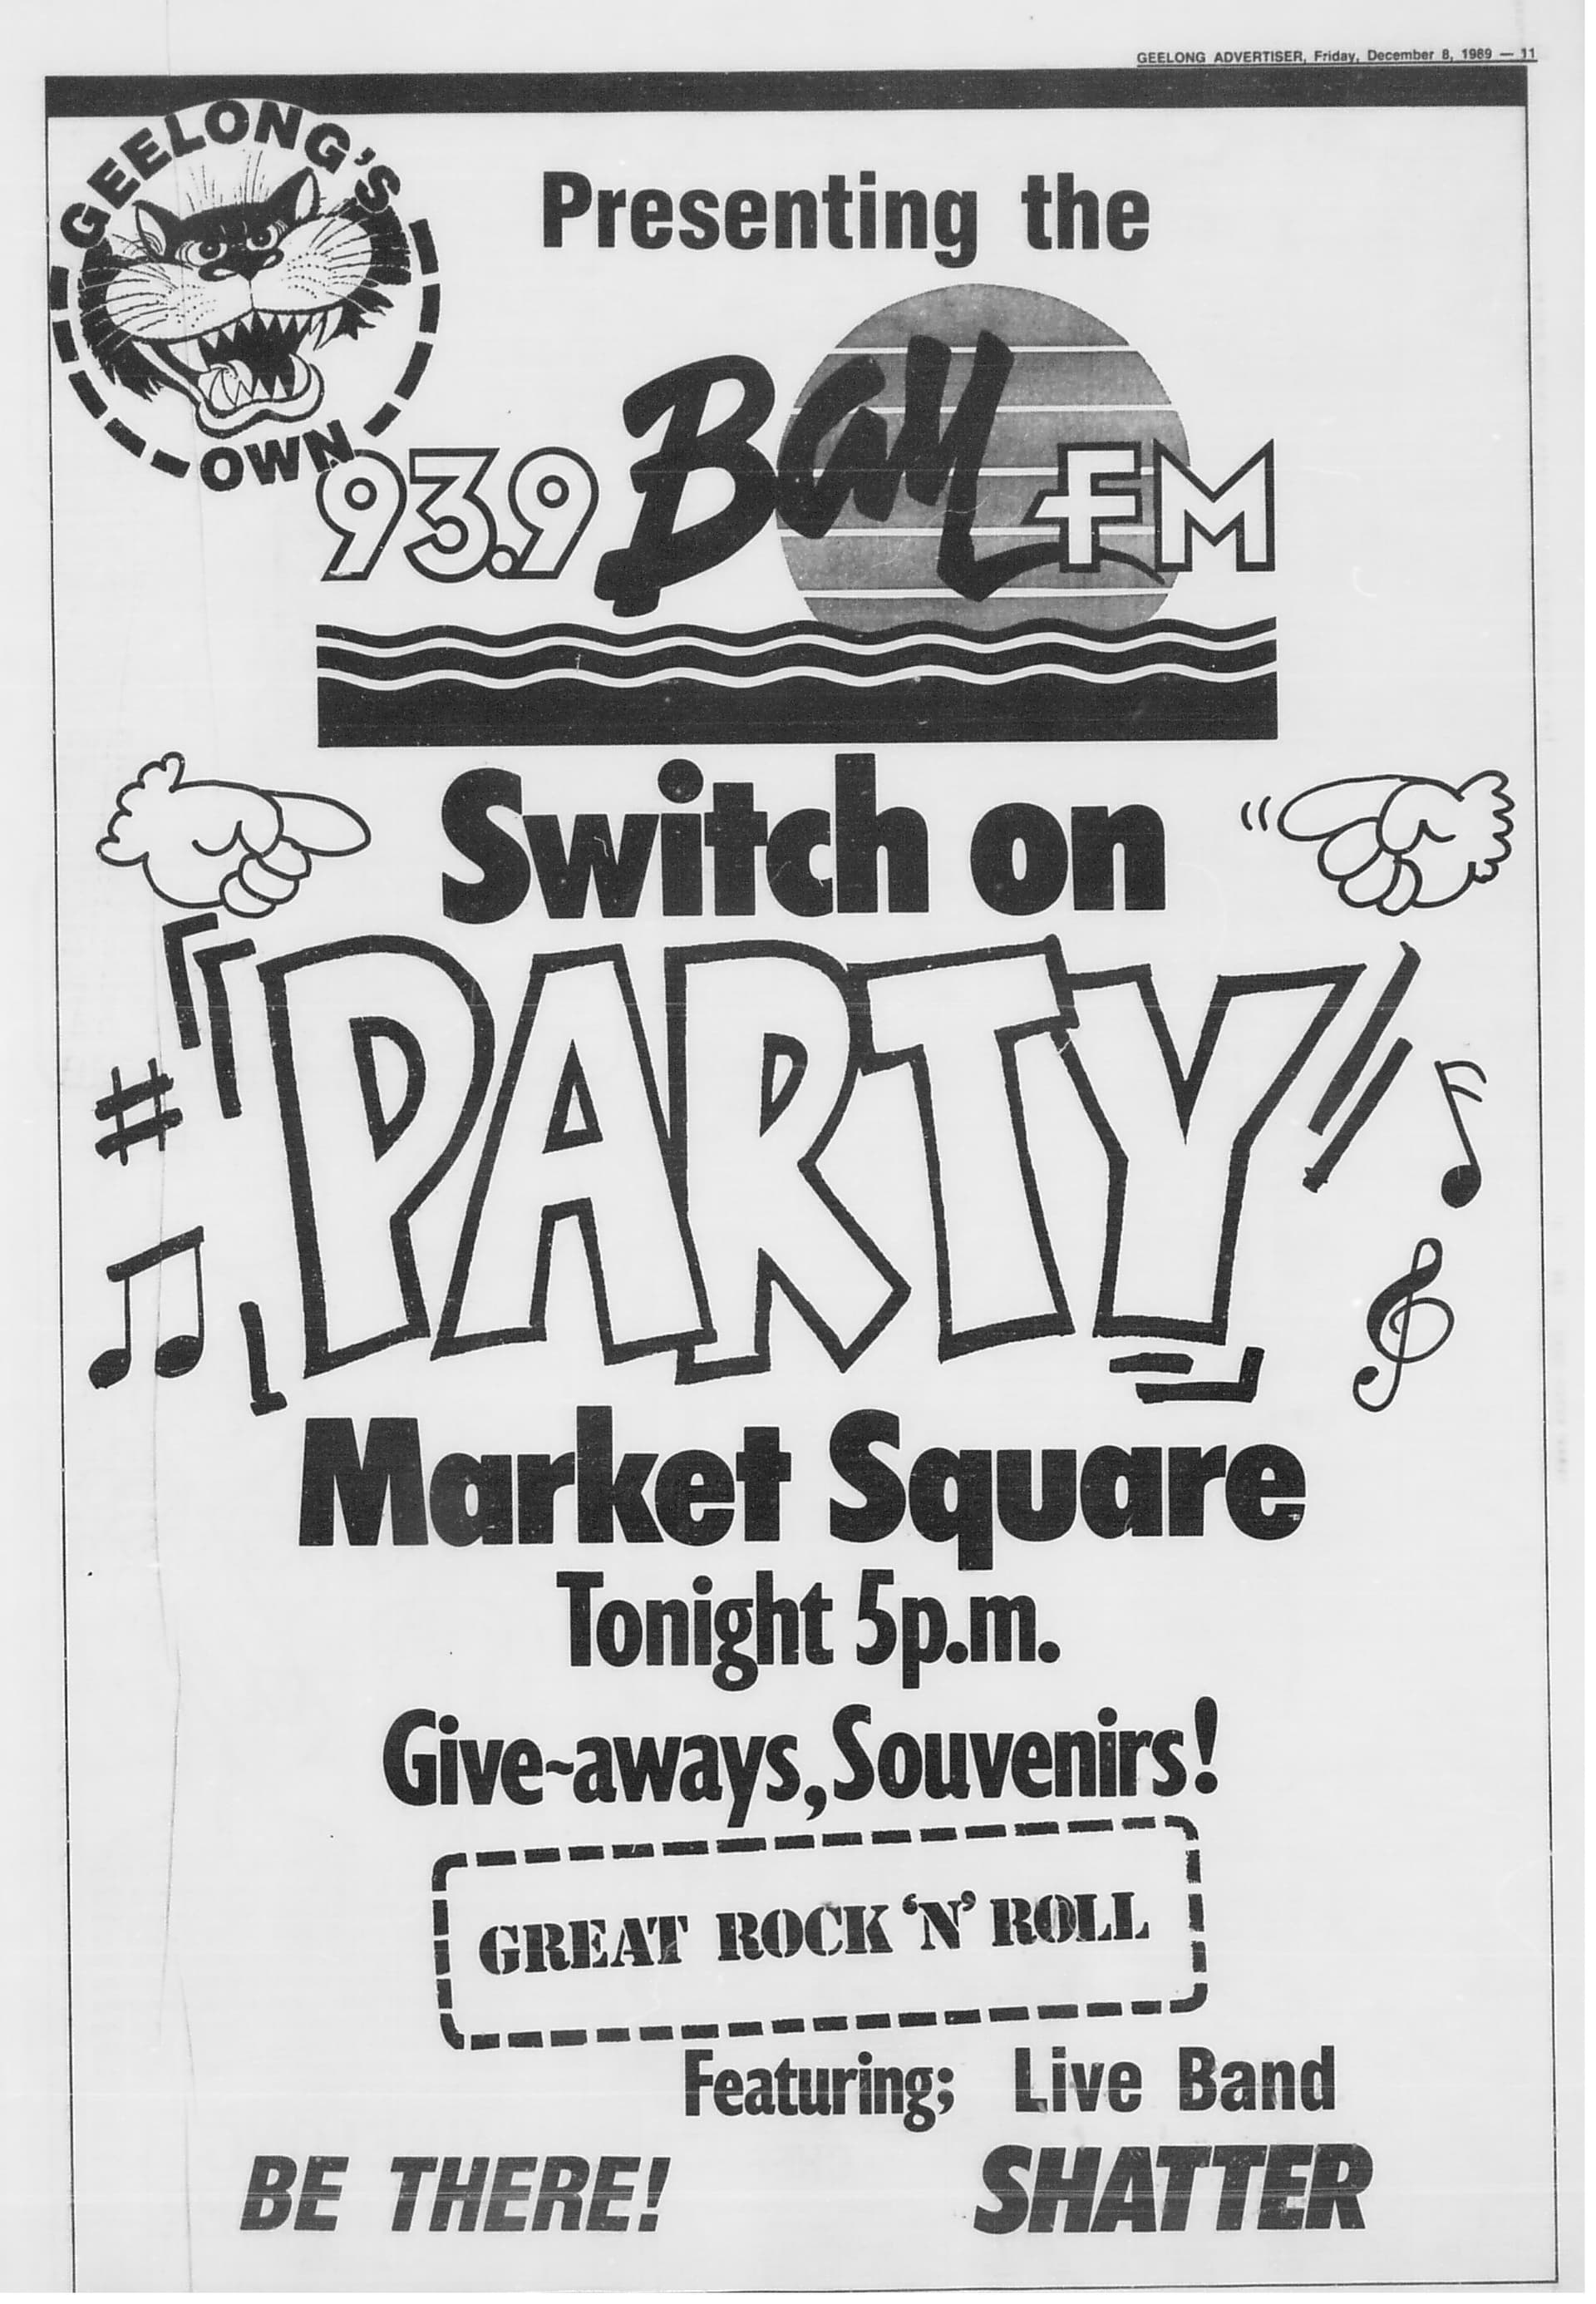 GEELONG ADVERTISER, Friday, December 8, 1989 — 11
GEELONG'S
OWN
Presenting the
93.9 Bay FM
Switch on
PARTY
Market Square
Tonight 5p.m.
Give-aways, Souvenirs!
GREAT ROCK 'N' ROLL
Featuring; Live Band
BE THERE! SHATTER